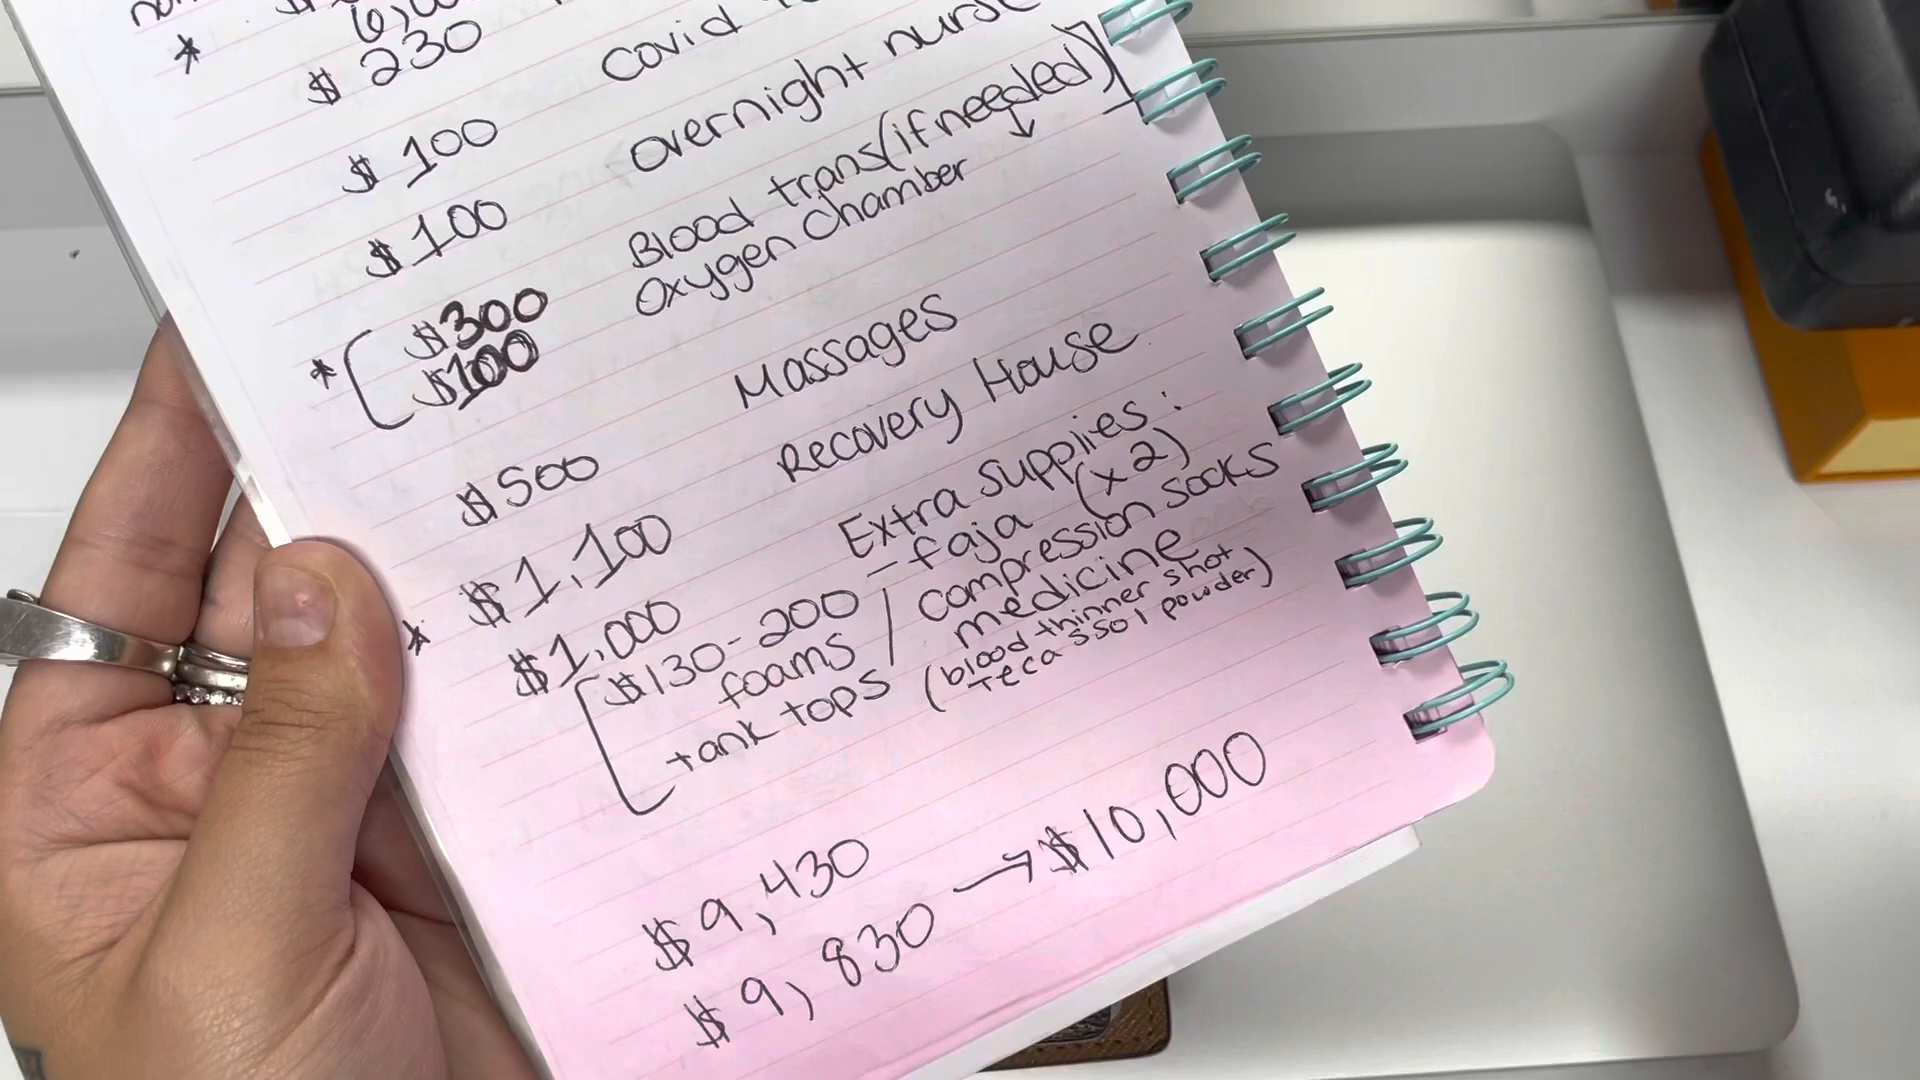 $ 230
Covid
$ 100 overnight nurse
$ 100 Blood trans (if needed)
* $300 Oxygen Chamber
$100
$500 Massages
$1,100 Recovery House
* $1,000 Extra supplies:
$130-200 - faja (x2)
foams / compression socks
tank tops medicine
(blood thinner shot
Teca SSO1 powder)
$9,430
$9,830 → $10,000